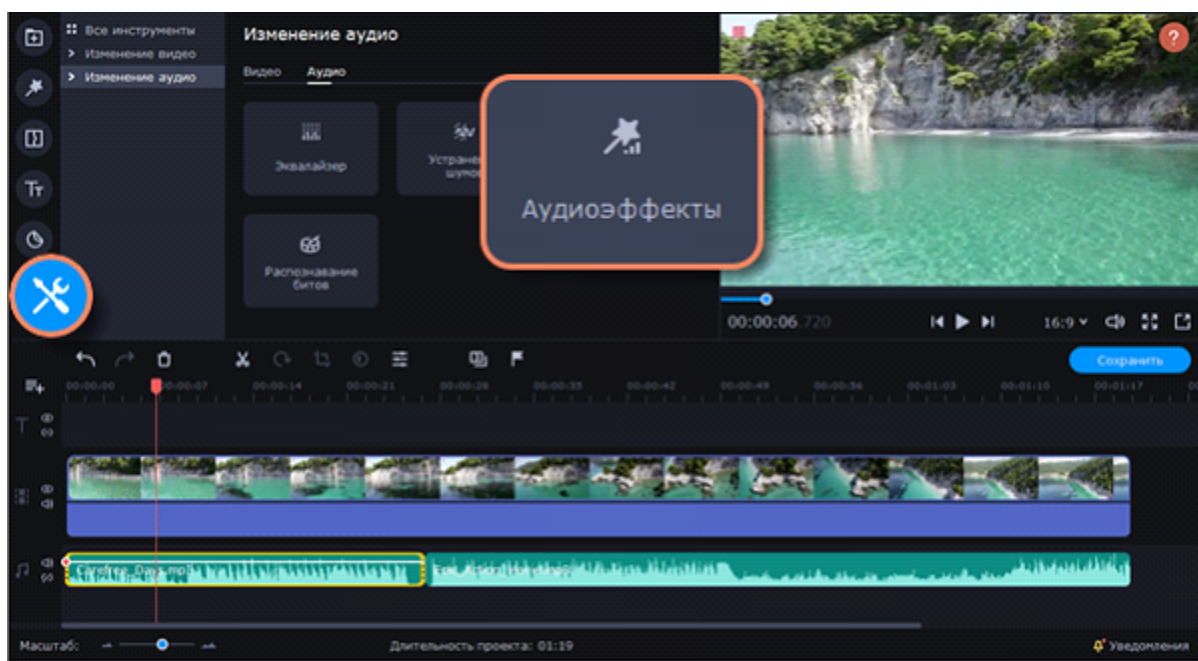 Все инструменты
Изменение видео
Изменение аудио
Изменение аудио
Видео Аудио
Эквалайзер
Аудиоэффекты
Распознавание
битов
?
00:00:06.720
16:9
Сохранить
00:00:00 00:00:07 00:00:14 00:00:21 00:00:28 00:00:35 00:00:42 00:00:49 00:00:56 00:01:03 00:01:10 00:01:17
Carefree_Days.mp3
Масштаб:
Длительность проекта: 01:19
Уведомления